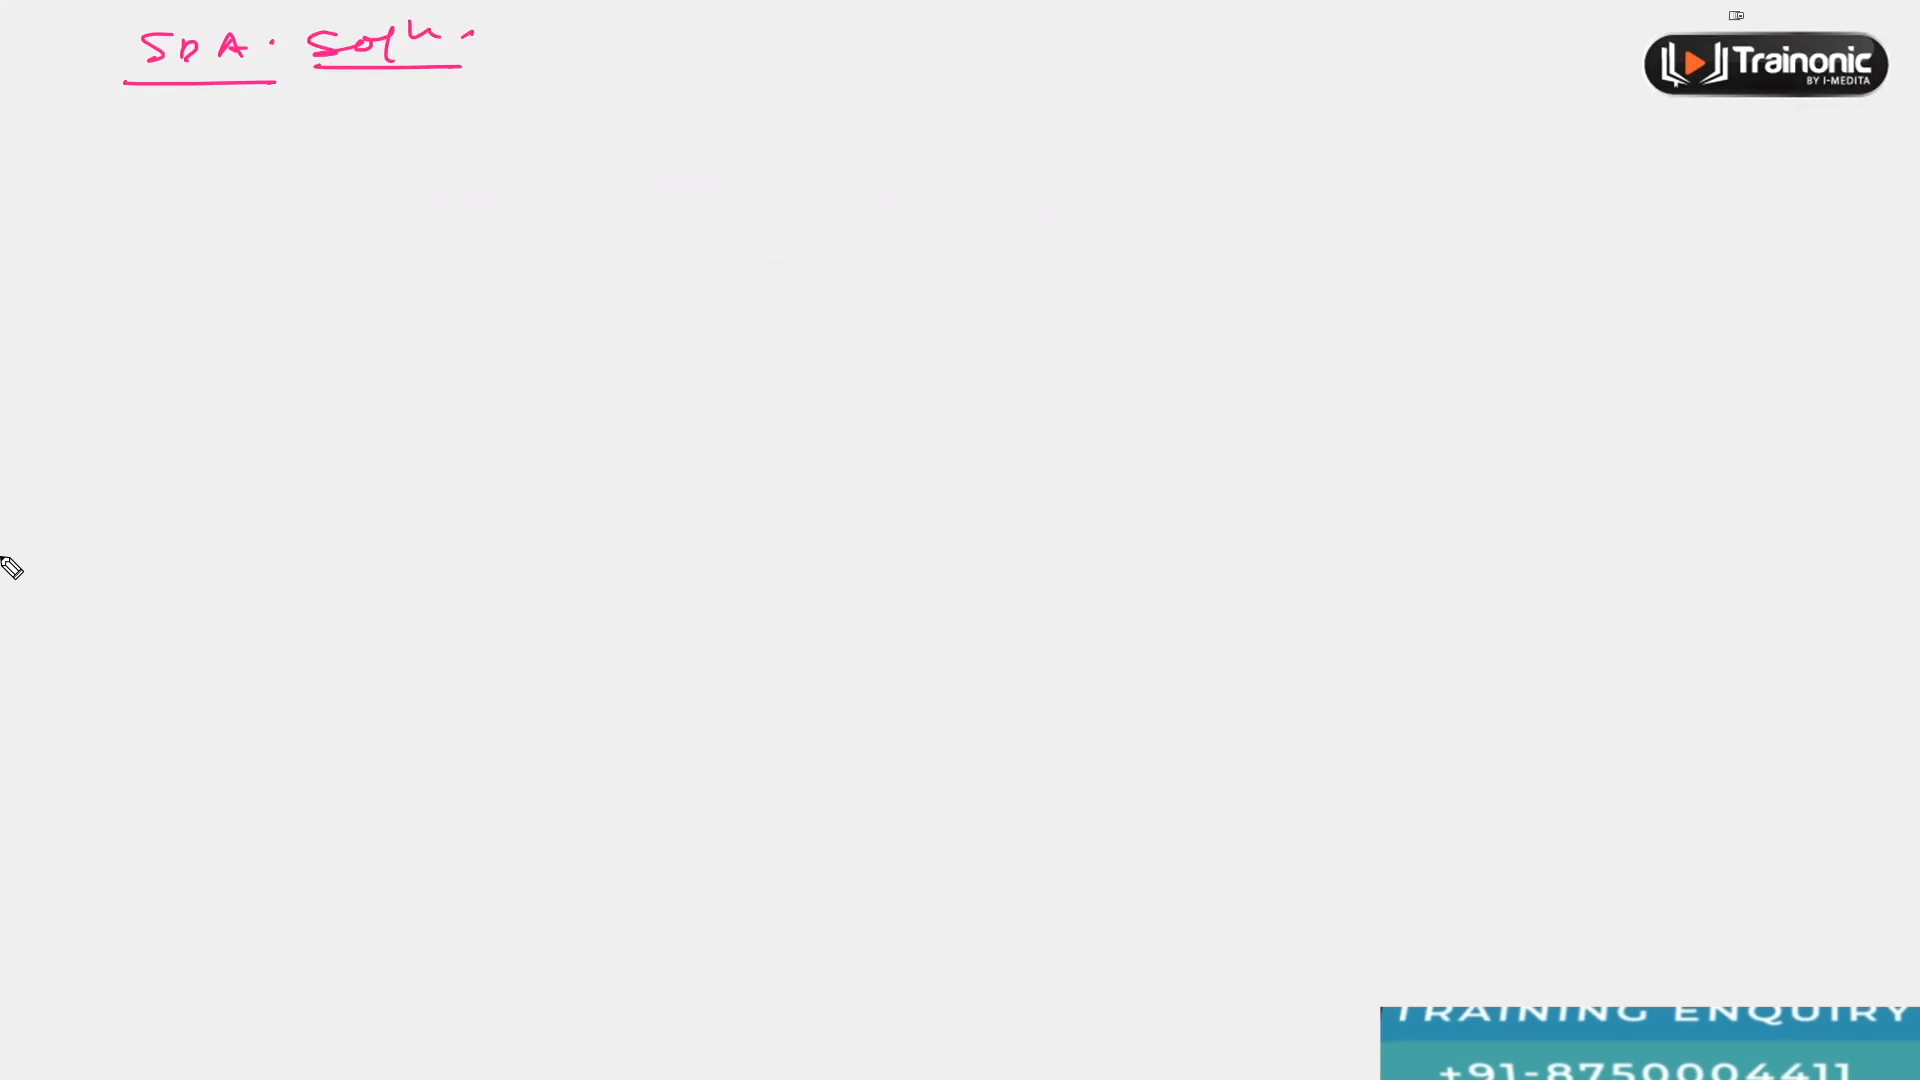 SDA. Soln.
Trainonic
BY I-MEDITA
TRAINING ENQUIRY
+91-8750004411